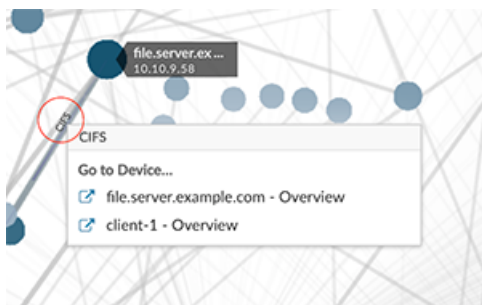 file.server.ex ...
10.10.9.58
CIFS
CIFS
Go to Device...
file.server.example.com - Overview
client-1 - Overview